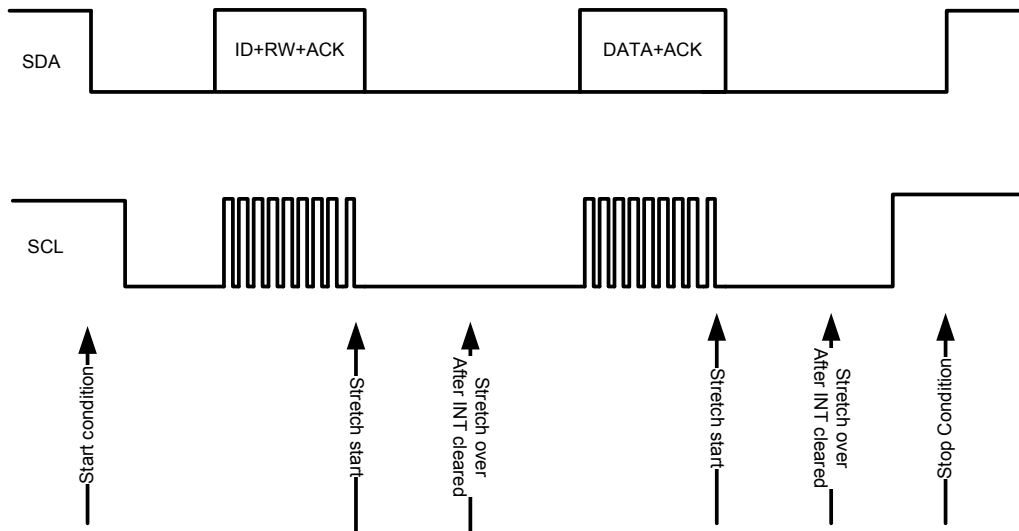 SDA
ID+RW+ACK
DATA+ACK
SCL
Start condition
Stretch start
Stretch over
After INT cleared
Stretch start
Stretch over
After INT cleared
Stop Condition